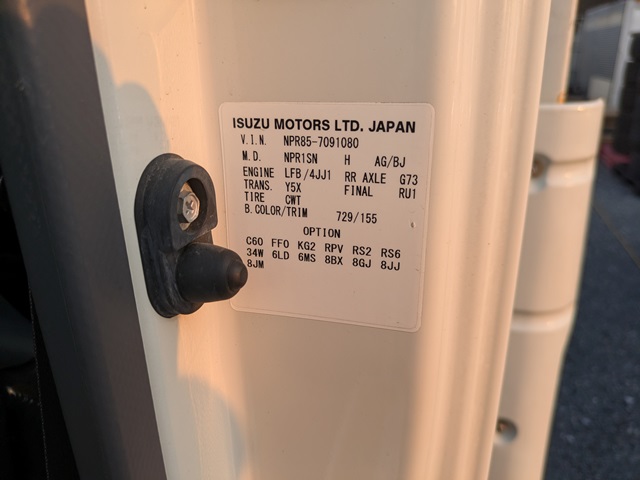 ISUZU MOTORS LTD. JAPAN
V.I.N. NPR85-7091080
M.D. NPR1SN H AG/BJ
ENGINE LFB/4JJ1 RR AXLE G73
TRANS. Y5X FINAL RU1
TIRE CWT
B.COLOR/TRIM 729/155
OPTION
C60 FF0 KG2 RPV RS2 RS6
34W 6LD 6MS 8BX 8GJ 8JJ
8JM